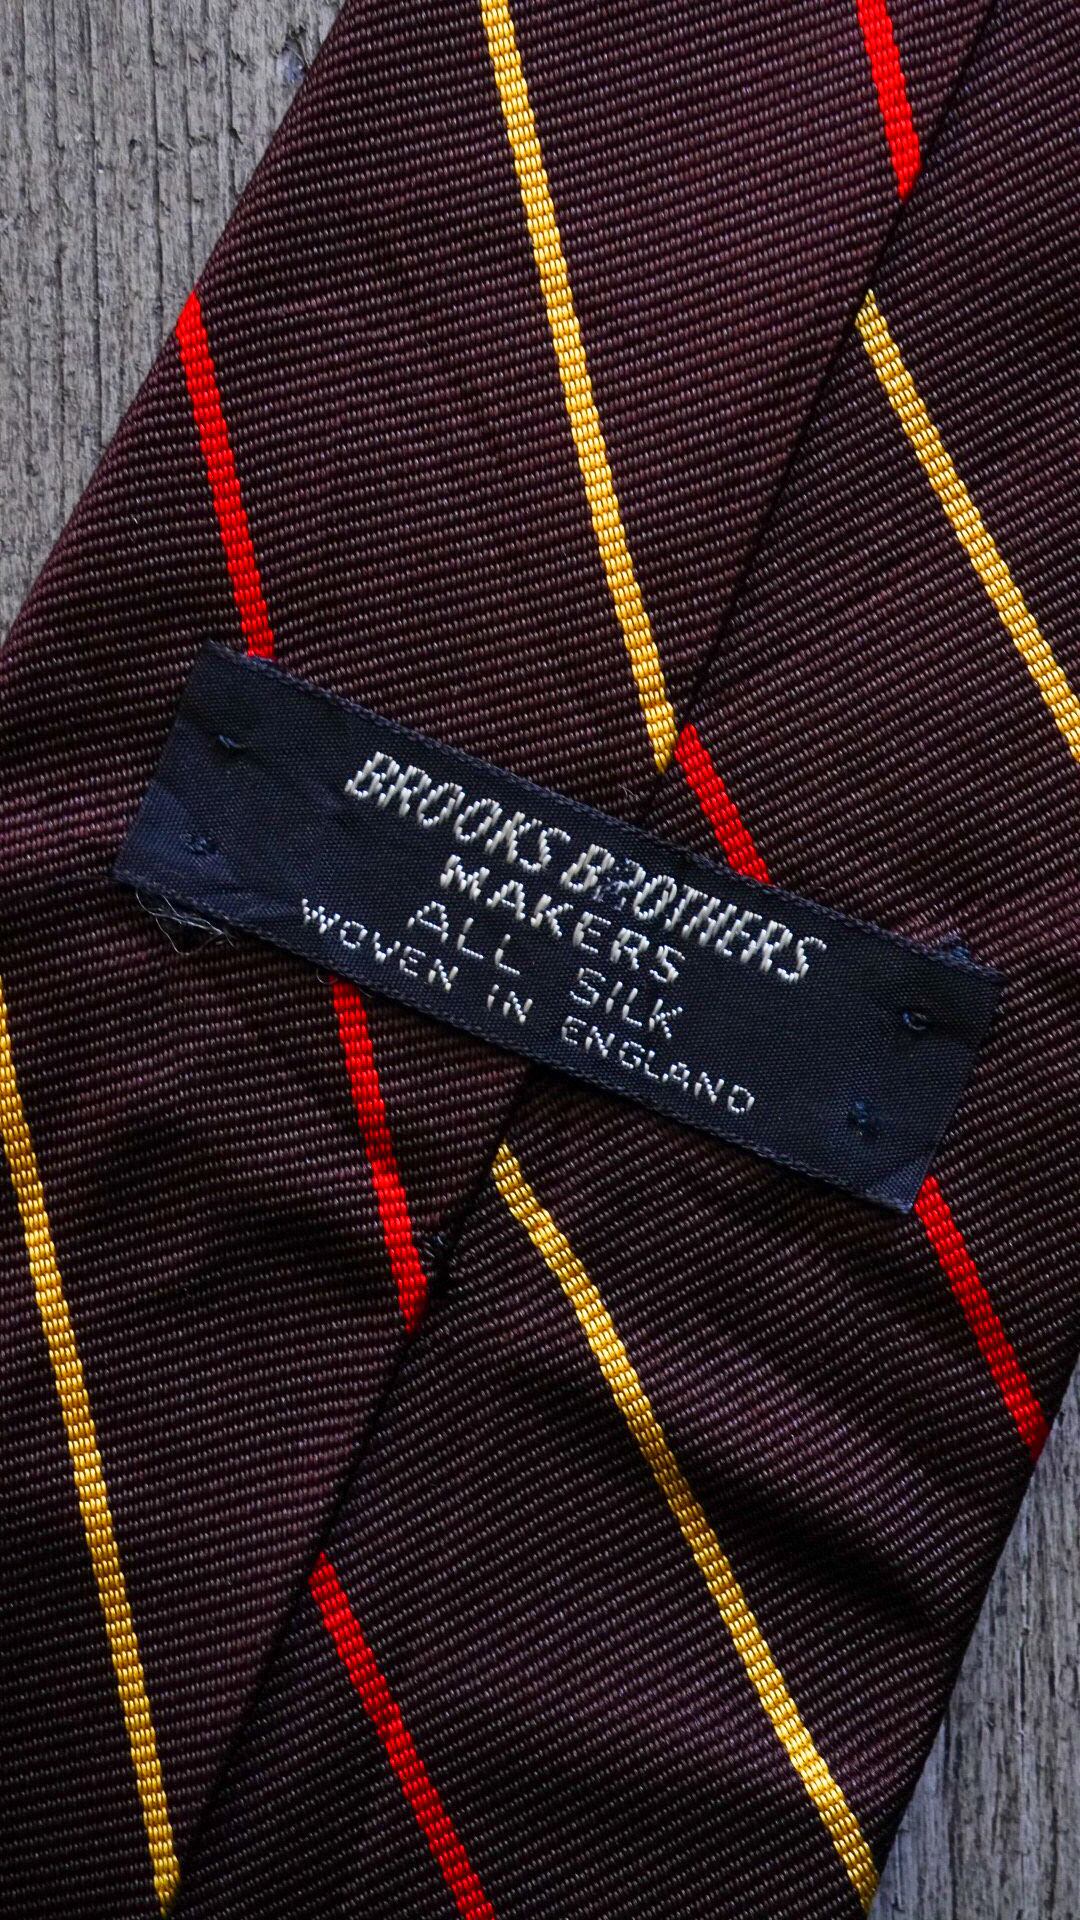 BROOKS BROTHERS
MAKERS
ALL SILK
WOVEN IN ENGLAND